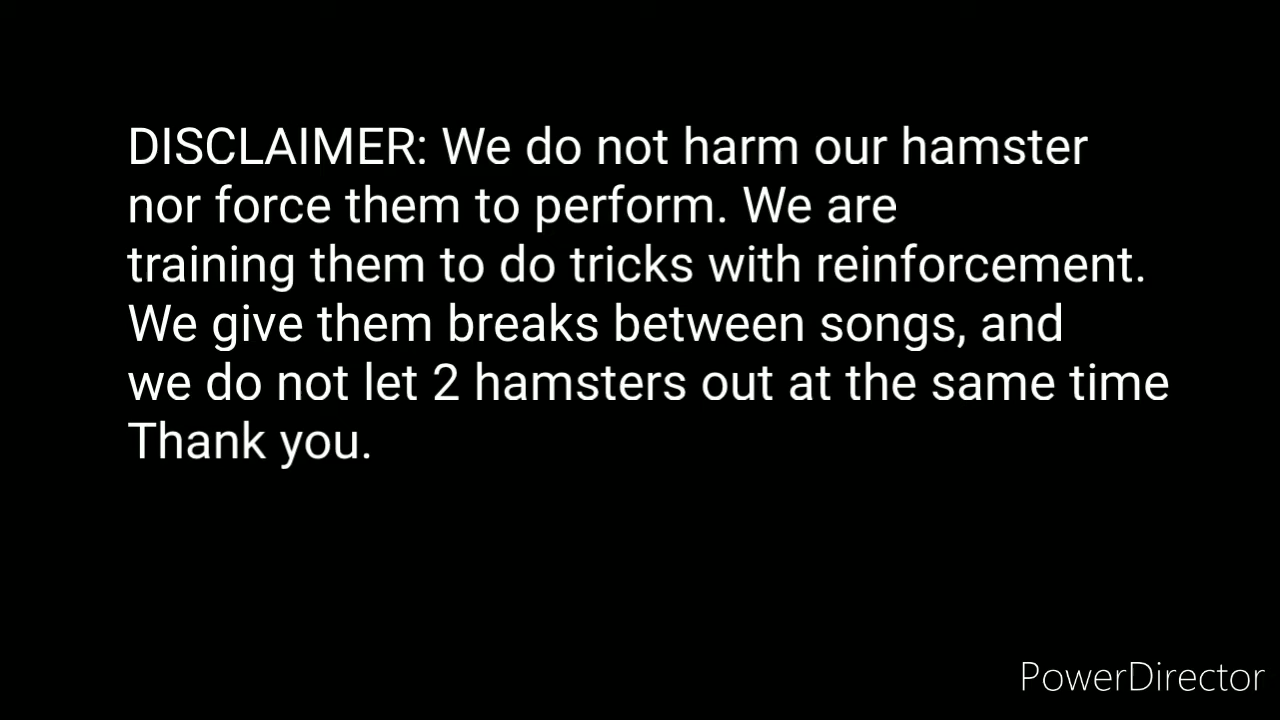 DISCLAIMER: We do not harm our hamster
nor force them to perform. We are
training them to do tricks with reinforcement.
We give them breaks between songs, and
we do not let 2 hamsters out at the same time
Thank you.
PowerDirector